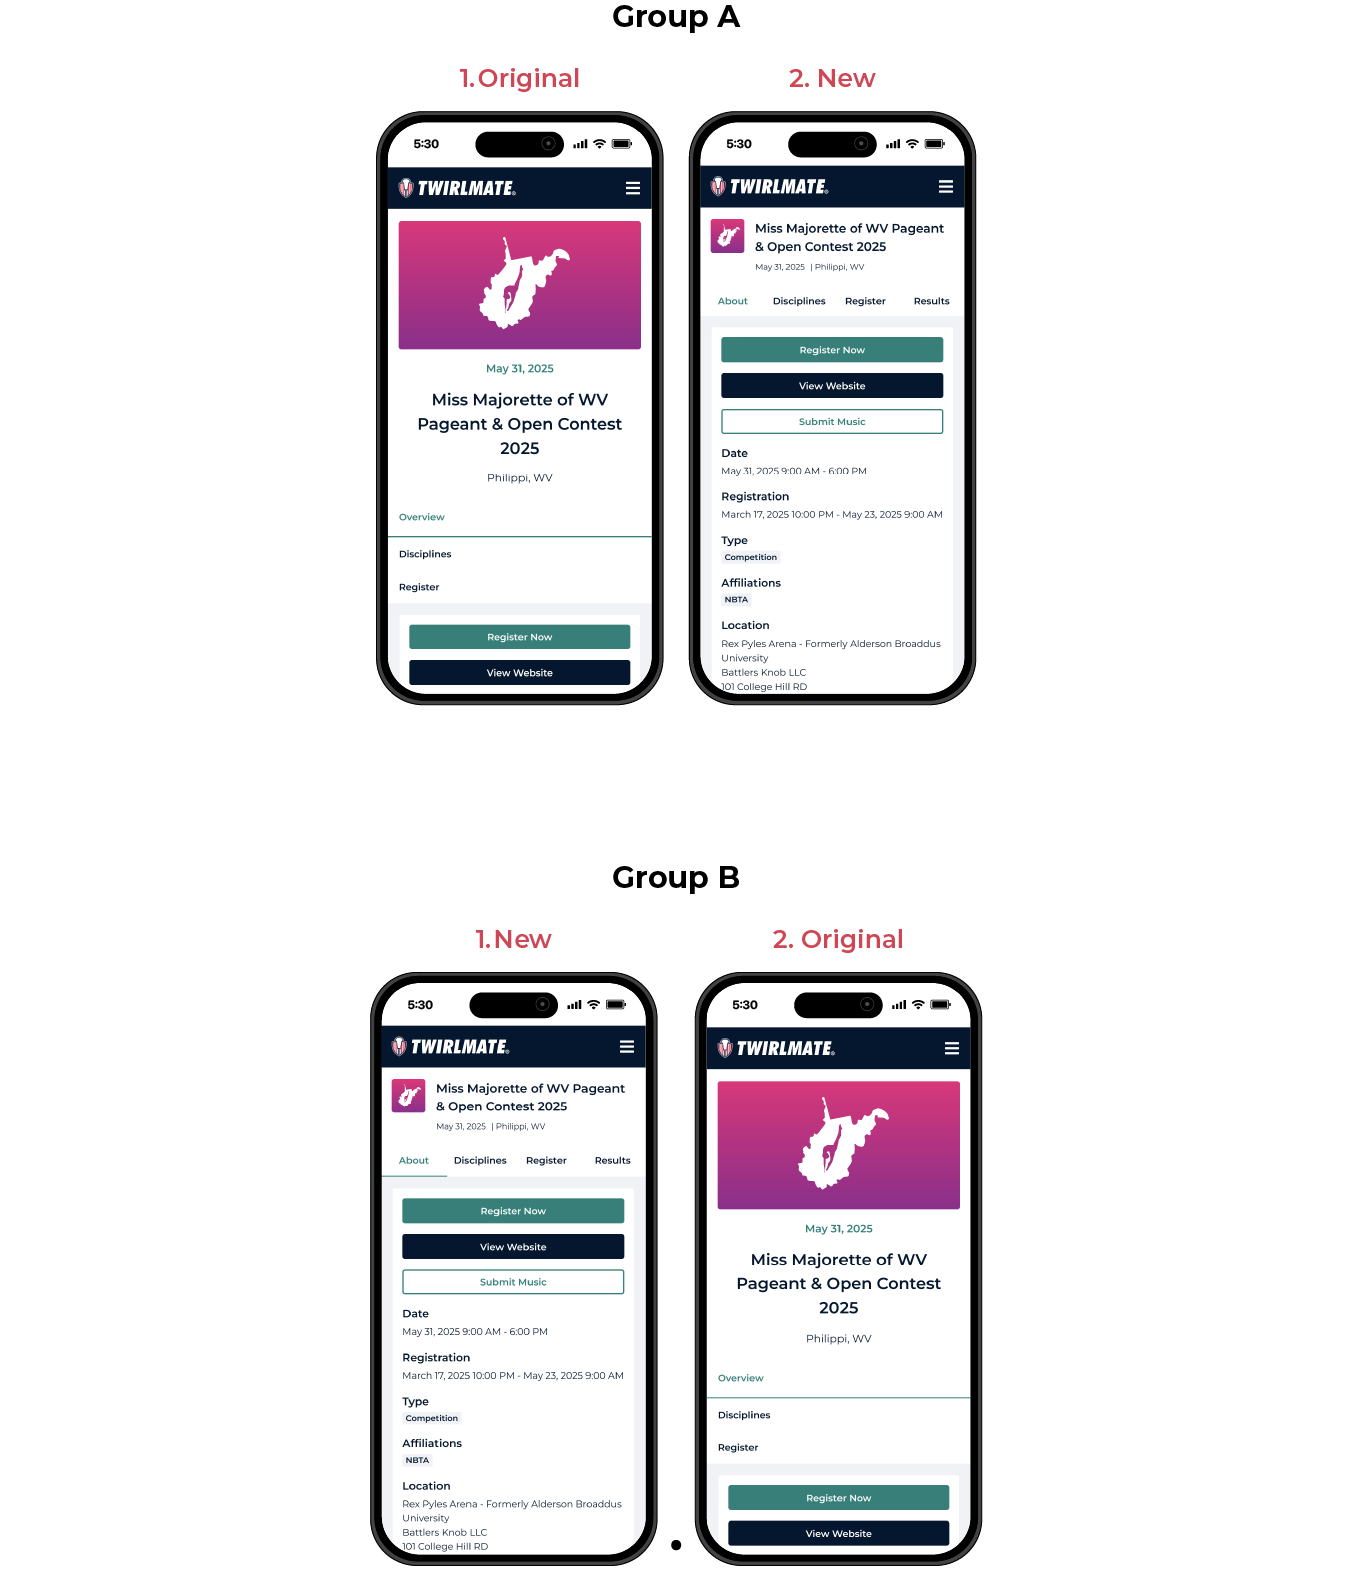 Group A
1. Original
2. New
5:30
TWIRLMATE®
May 31, 2025
Miss Majorette of WV
Pageant & Open Contest
2025
Philippi, WV
Overview
Disciplines
Register
Register Now
View Website
5:30
TWIRLMATE®
Miss Majorette of WV Pageant
& Open Contest 2025
May 31, 2025 | Philippi, WV
About Disciplines Register Results
Register Now
View Website
Submit Music
Date
May 31, 2025 9:00 AM - 6:00 PM
Registration
March 17, 2025 10:00 PM - May 23, 2025 9:00 AM
Type
Competition
Affiliations
NBTA
Location
Rex Pyles Arena - Formerly Alderson Broaddus
University
Battlers Knob LLC
101 College Hill RD
Group B
1. New
2. Original
5:30
TWIRLMATE®
Miss Majorette of WV Pageant
& Open Contest 2025
May 31, 2025 | Philippi, WV
About Disciplines Register Results
Register Now
View Website
Submit Music
Date
May 31, 2025 9:00 AM - 6:00 PM
Registration
March 17, 2025 10:00 PM - May 23, 2025 9:00 AM
Type
Competition
Affiliations
NBTA
Location
Rex Pyles Arena - Formerly Alderson Broaddus
University
Battlers Knob LLC
101 College Hill RD
5:30
TWIRLMATE®
May 31, 2025
Miss Majorette of WV
Pageant & Open Contest
2025
Philippi, WV
Overview
Disciplines
Register
Register Now
View Website